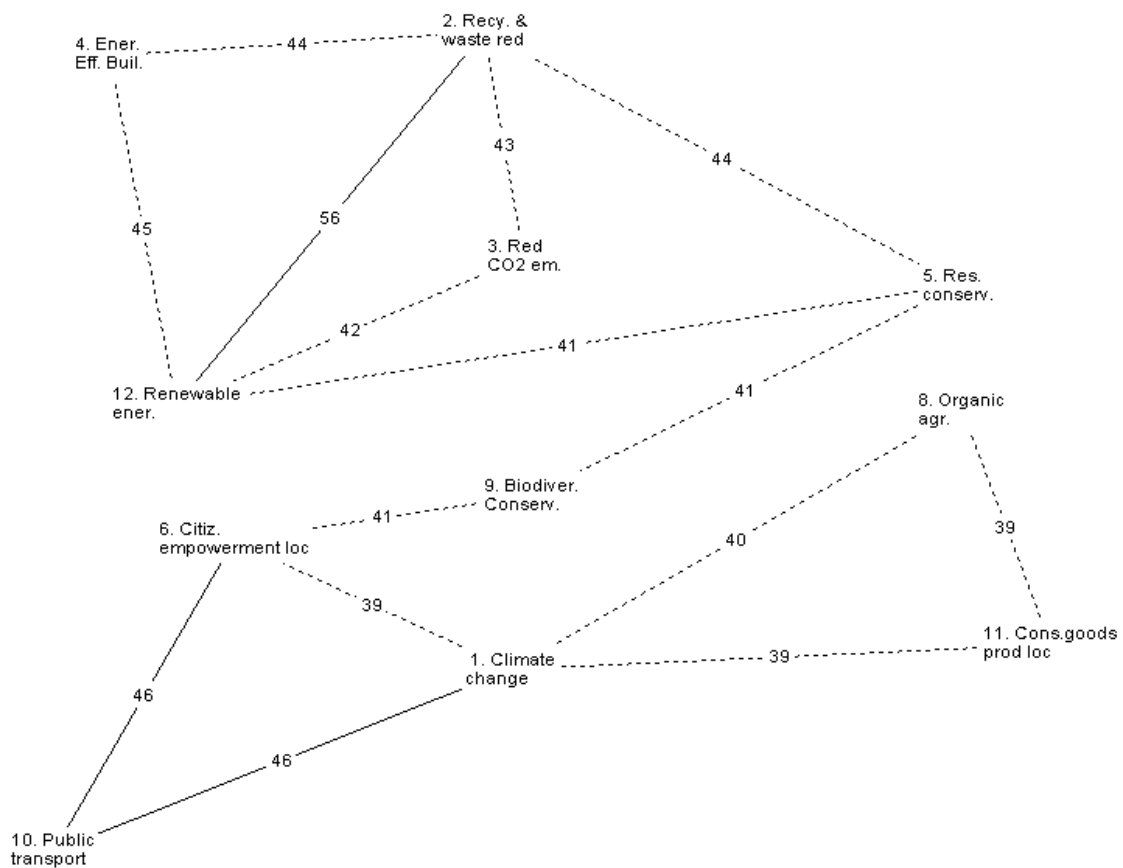 2. Recy. &
waste red
4. Ener.
Eff. Buil.
44
43
44
56
45
3. Red
CO2 em.
5. Res.
conserv.
42
41
12. Renewable
ener.
41
8. Organic
agr.
9. Biodiver.
Conserv.
41
6. Citiz.
empowerment loc
39
40
39
11. Cons.goods
prod loc
1. Climate
change
39
46
46
10. Public
transport